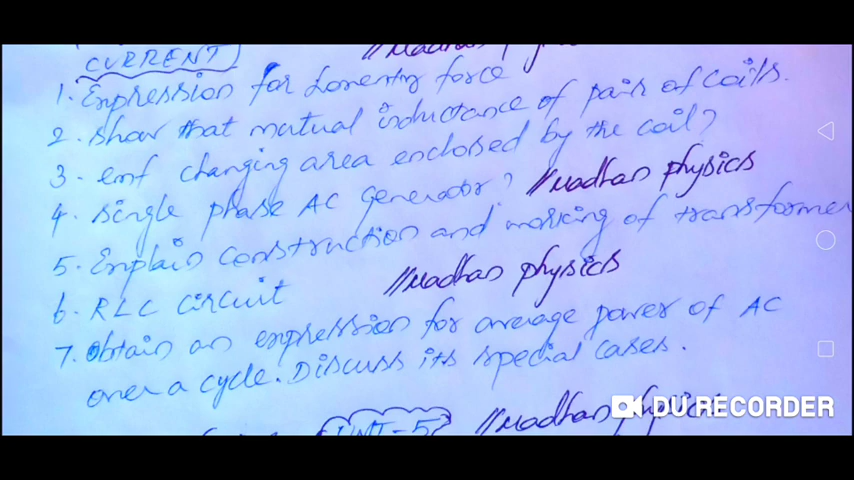 CURRENT) //Madhan
1. Expression for Lorentz force
2. show that mutual inductance of pair of coils.
3. emf changing area enclosed by the coil?
4. single phase AC generator? //Madhan physics
5. Explain construction and working of transformer
6. RLC circuit //Madhan physics
7. obtain an expression for average power of AC
over a cycle. Discuss its special cases.
UNIT-5 //Madhan physics
DU RECORDER